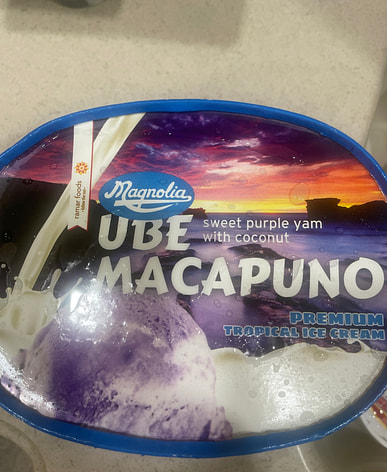 ramar foods
Magnolia
UBE
sweet purple yam
with coconut
MACAPUNO
PREMIUM
TROPICAL ICE CREAM